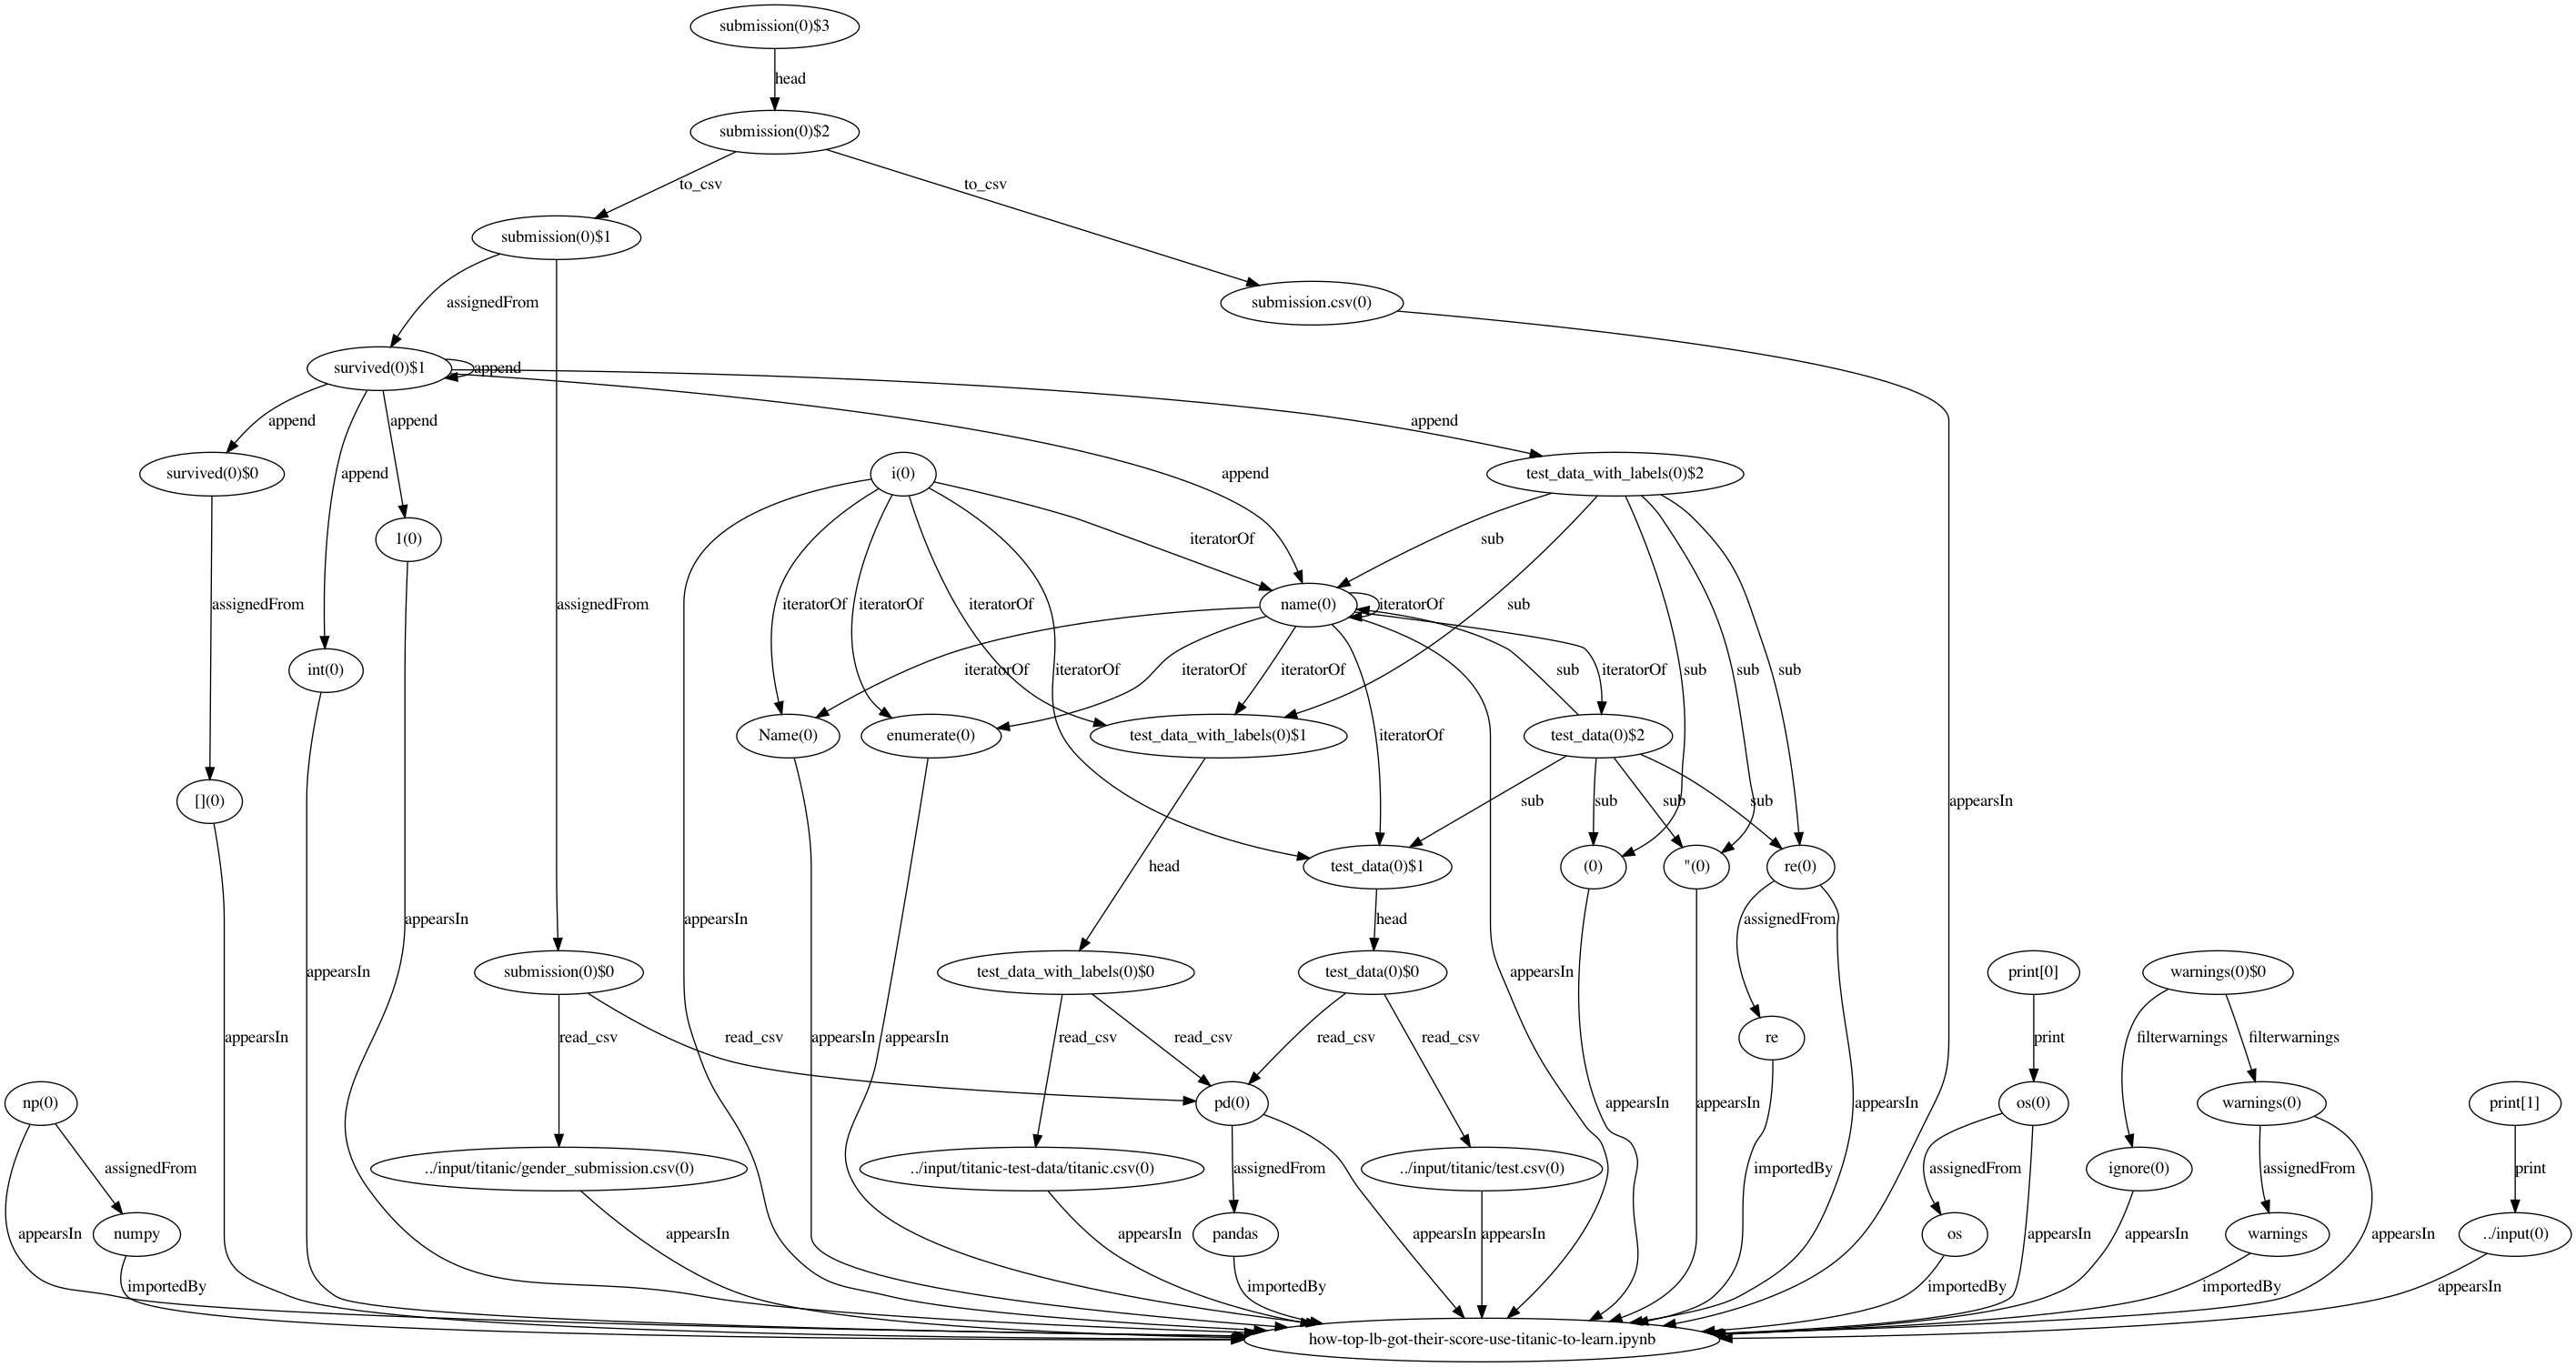 submission(0)$3
head
submission(0)$2
to_csv
to_csv
submission(0)$1
assignedFrom
submission.csv(0)
survived(0)$1
append
append
append
append
append
append
survived(0)$0
i(0)
test_data_with_labels(0)$2
1(0)
iteratorOf
sub
assignedFrom
assignedFrom
iteratorOf
iteratorOf
iteratorOf
name(0)
iteratorOf
sub
int(0)
iteratorOf
iteratorOf
iteratorOf
iteratorOf
sub
iteratorOf
sub
sub
sub
Name(0)
enumerate(0)
test_data_with_labels(0)$1
iteratorOf
test_data(0)$2
[](0)
sub
sub
sub
sub
appearsIn
head
test_data(0)$1
(0)
"(0)
re(0)
appearsIn
appearsIn
head
assignedFrom
appearsIn
submission(0)$0
test_data_with_labels(0)$0
test_data(0)$0
appearsIn
print[0]
warnings(0)$0
appearsIn
read_csv
read_csv
appearsIn
appearsIn
read_csv
read_csv
read_csv
read_csv
re
print
filterwarnings
filterwarnings
np(0)
pd(0)
appearsIn
appearsIn
appearsIn
os(0)
warnings(0)
print[1]
assignedFrom
../input/titanic/gender_submission.csv(0)
../input/titanic-test-data/titanic.csv(0)
assignedFrom
../input/titanic/test.csv(0)
importedBy
assignedFrom
ignore(0)
assignedFrom
print
appearsIn
numpy
appearsIn
appearsIn
pandas
appearsIn
appearsIn
os
appearsIn
appearsIn
warnings
appearsIn
../input(0)
importedBy
importedBy
importedBy
importedBy
appearsIn
how-top-lb-got-their-score-use-titanic-to-learn.ipynb